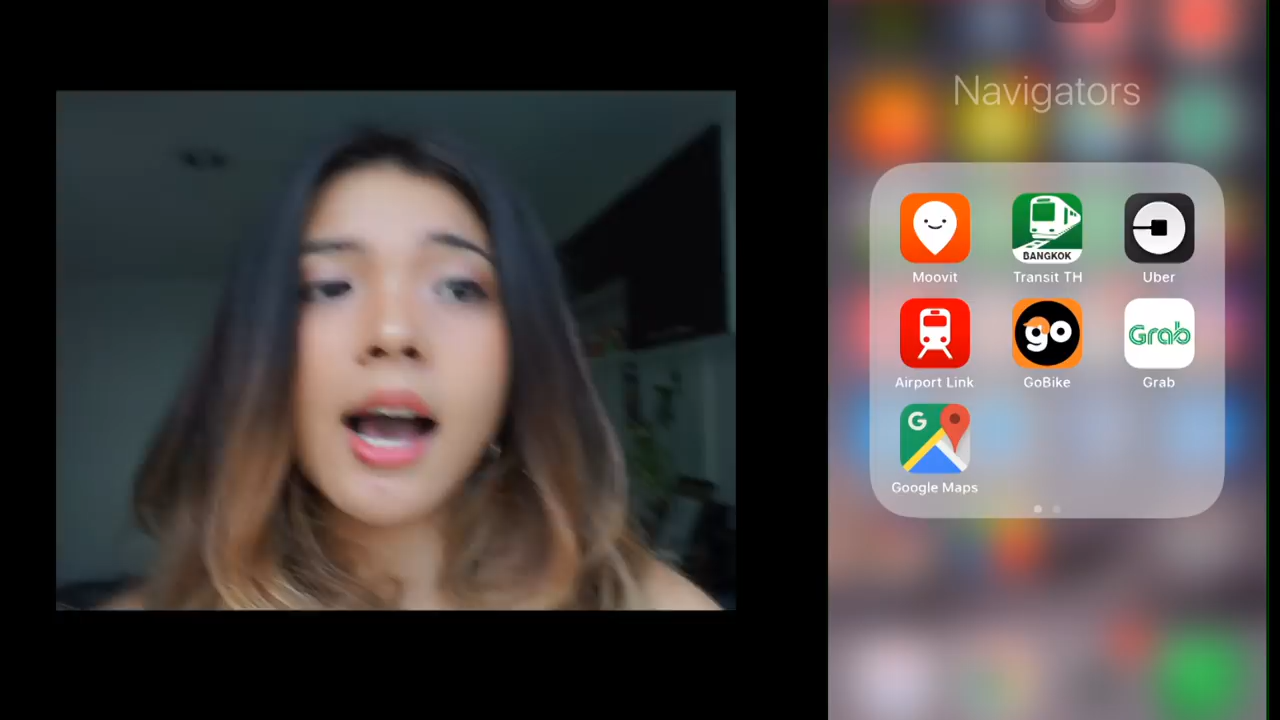 Navigators
BANGKOK
Moovit Transit TH Uber
go Grab
Airport Link GoBike Grab
G
Google Maps